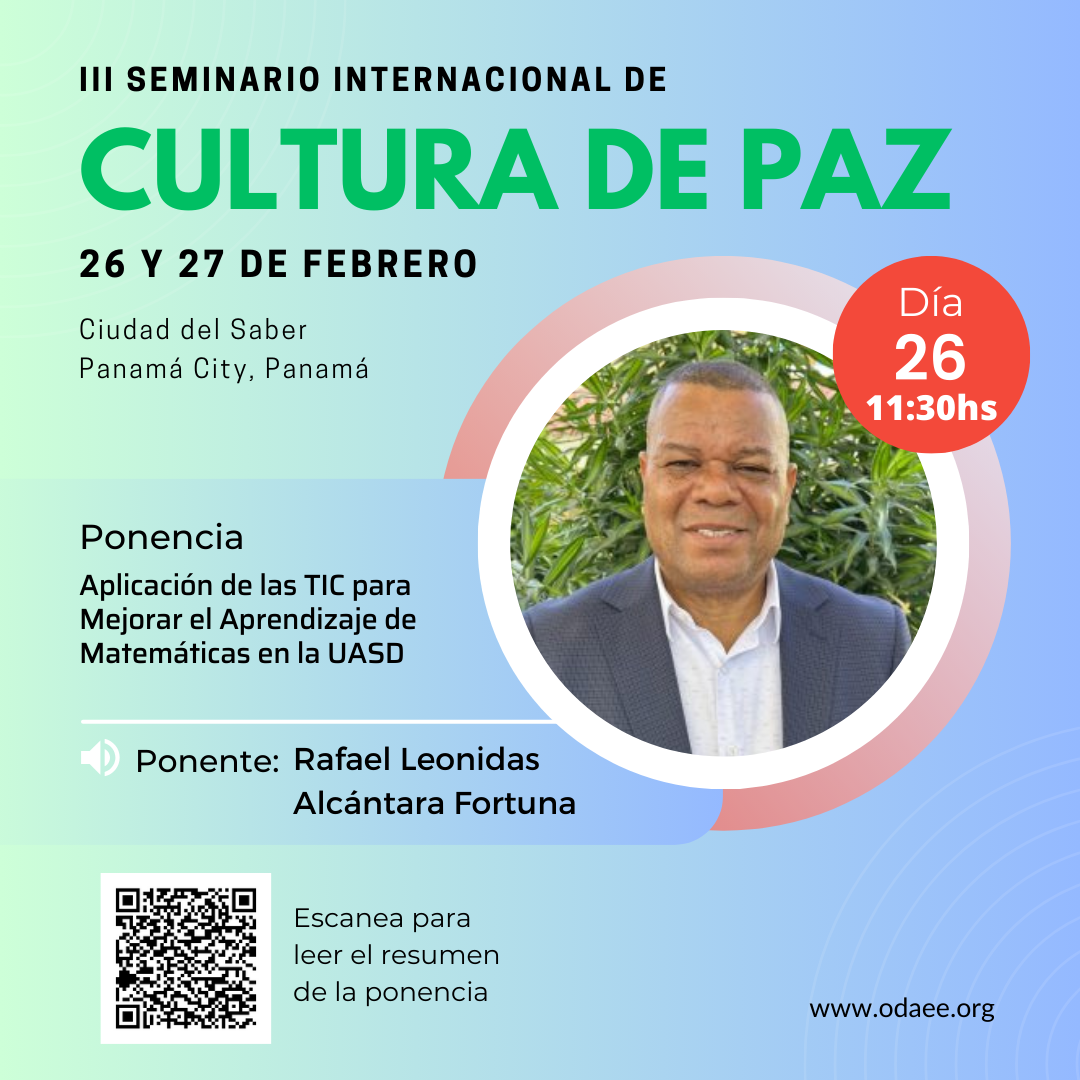 III SEMINARIO INTERNACIONAL DE
CULTURA DE PAZ
26 Y 27 DE FEBRERO
Ciudad del Saber
Panamá City, Panamá
Día
26
11:30hs
Ponencia
Aplicación de las TIC para
Mejorar el Aprendizaje de
Matemáticas en la UASD
Ponente: Rafael Leonidas
Alcántara Fortuna
Escanea para
leer el resumen
de la ponencia
www.odaee.org